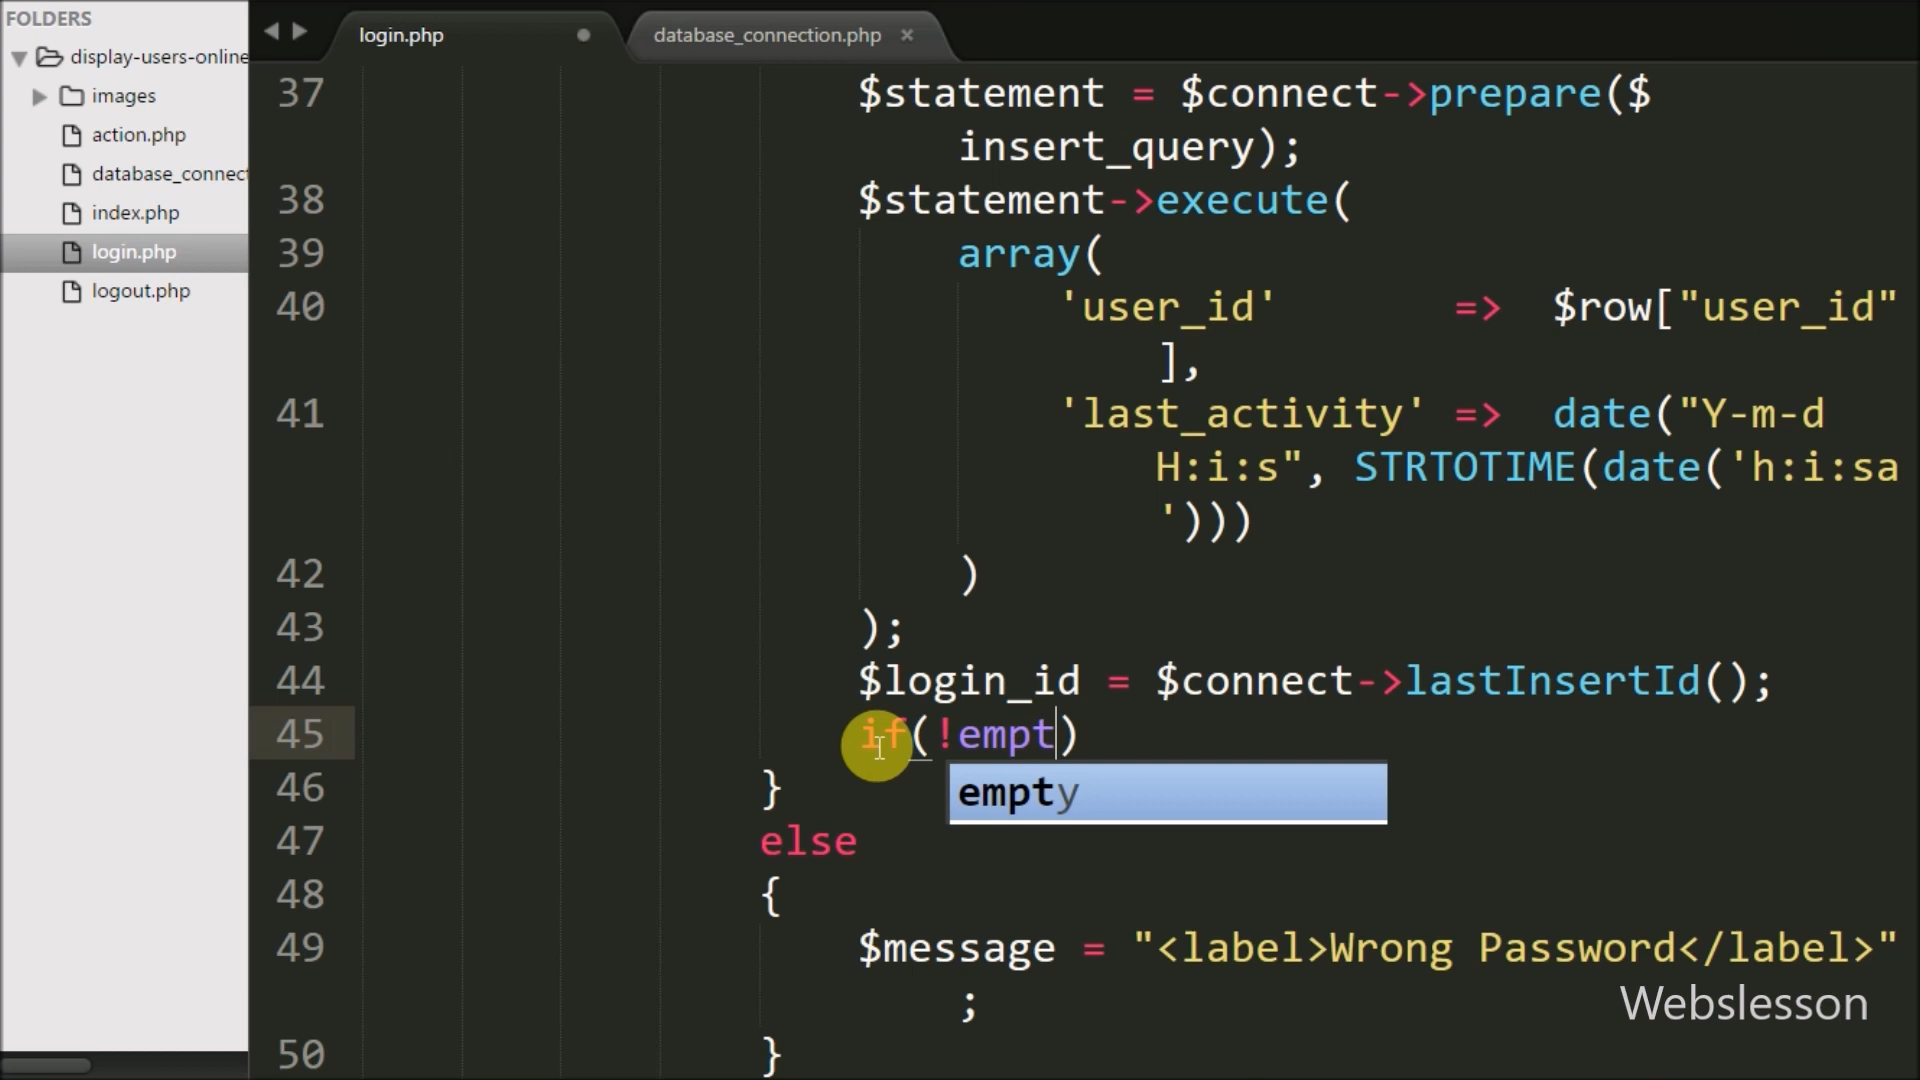 FOLDERS
display-users-online
images
action.php
database_connect
index.php
login.php
logout.php
login.php
database_connection.php
37 $statement = $connect->prepare($
insert_query);
38 $statement->execute(
39 array(
40 'user_id' => $row["user_id"
],
41 'last_activity' => date("Y-m-d
H:i:s", STRTOTIME(date('h:i:sa
')))
42 )
43 );
44 $login_id = $connect->lastInsertId();
45 if(!empt)
empty
46 }
47 else
48 {
49 $message = "<label>Wrong Password</label>"
;
50 }
Webslesson